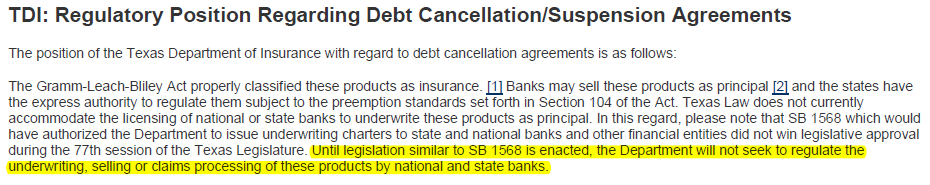 TDI: Regulatory Position Regarding Debt Cancellation/Suspension Agreements
The position of the Texas Department of Insurance with regard to debt cancellation agreements is as follows:
The Gramm-Leach-Bliley Act properly classified these products as insurance. [1] Banks may sell these products as principal [2] and the states have
the express authority to regulate them subject to the preemption standards set forth in Section 104 of the Act. Texas Law does not currently
accommodate the licensing of national or state banks to underwrite these products as principal. In this regard, please note that SB 1568 which would
have authorized the Department to issue underwriting charters to state and national banks and other financial entities did not win legislative approval
during the 77th session of the Texas Legislature. Until legislation similar to SB 1568 is enacted, the Department will not seek to regulate the
underwriting, selling or claims processing of these products by national and state banks.